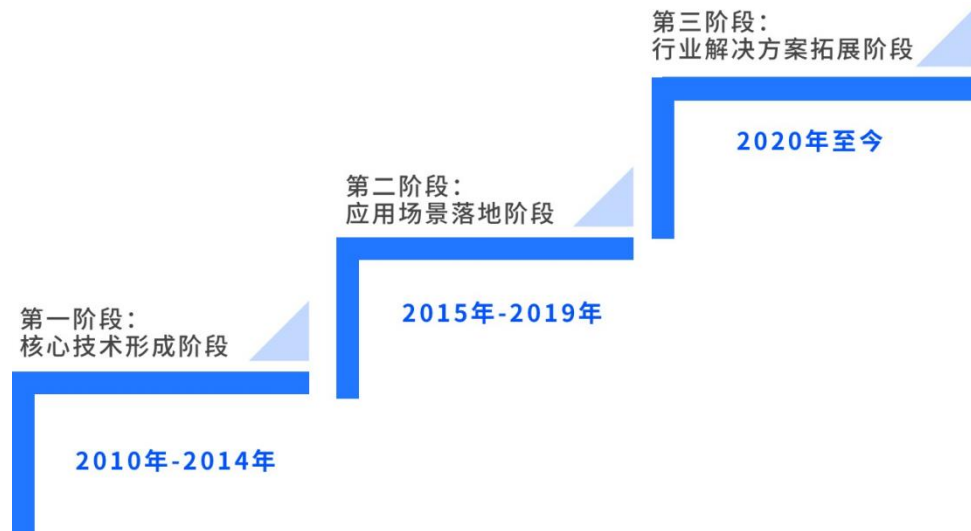 第三阶段：
行业解决方案拓展阶段
2020年至今
第二阶段：
应用场景落地阶段
2015年-2019年
第一阶段：
核心技术形成阶段
2010年-2014年